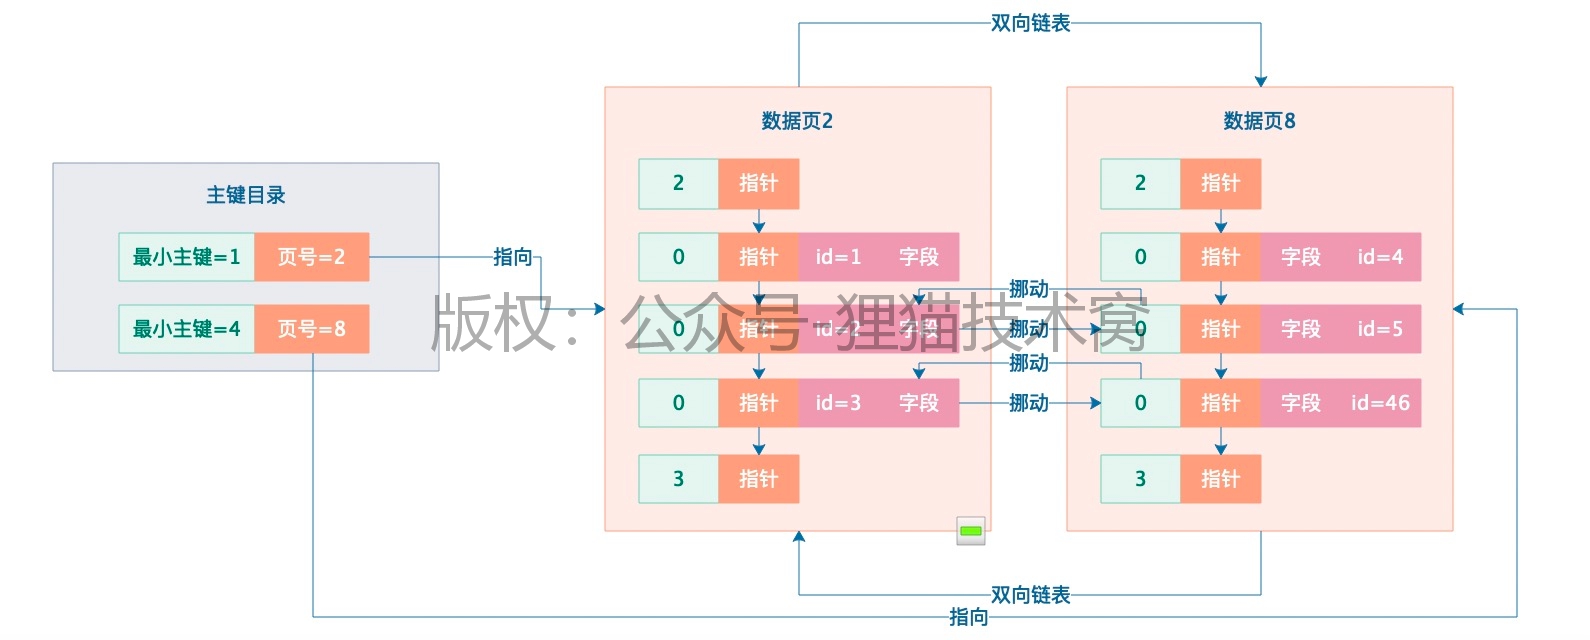 双向链表
数据页2
数据页8
主键目录
最小主键=1 页号=2
最小主键=4 页号=8
指向
2 指针
0 指针 id=1 字段
0 指针 id=2 字段
0 指针 id=3 字段
3 指针
挪动
挪动
挪动
挪动
2 指针
0 指针 字段 id=4
0 指针 字段 id=5
0 指针 字段 id=46
3 指针
版权：公众号-狸猫技术窝
双向链表
指向